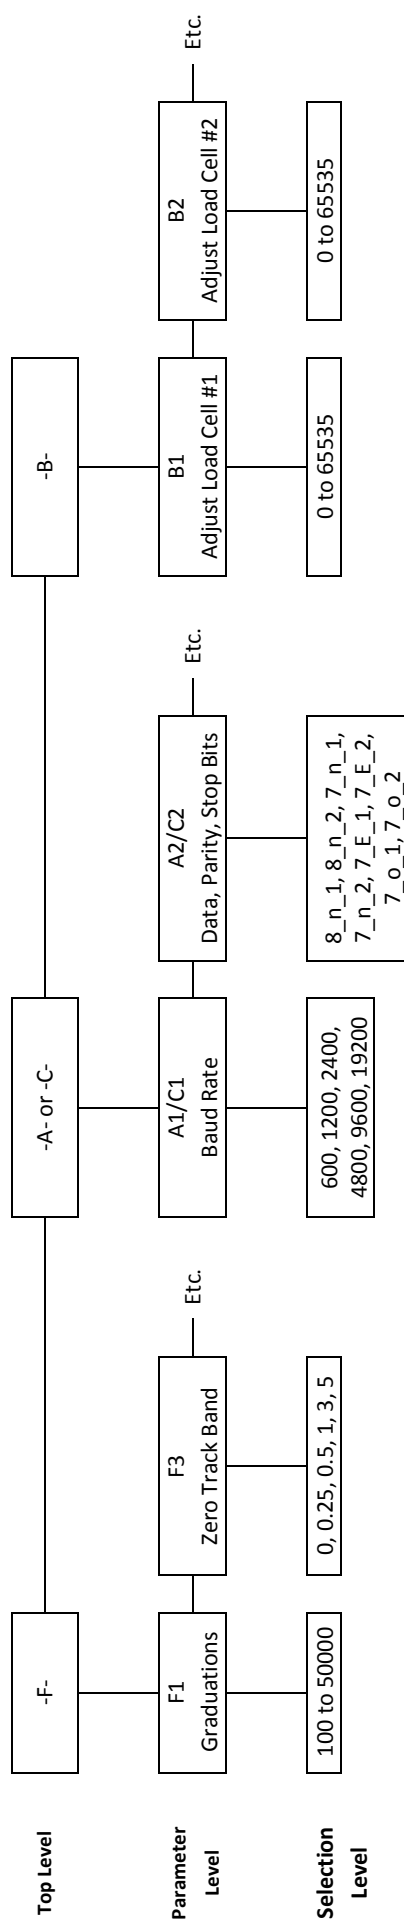 Top Level
-F-
-A- or -C-
-B-
Parameter
Level
F1
Graduations
F3
Zero Track Band
Etc.
A1/C1
Baud Rate
A2/C2
Data, Parity, Stop Bits
Etc.
B1
Adjust Load Cell #1
B2
Adjust Load Cell #2
Etc.
Selection
Level
100 to 50000
0, 0.25, 0.5, 1, 3, 5
600, 1200, 2400,
4800, 9600, 19200
8_n_1, 8_n_2, 7_n_1,
7_n_2, 7_E_1, 7_E_2,
7_o_1, 7_o_2
0 to 65535
0 to 65535